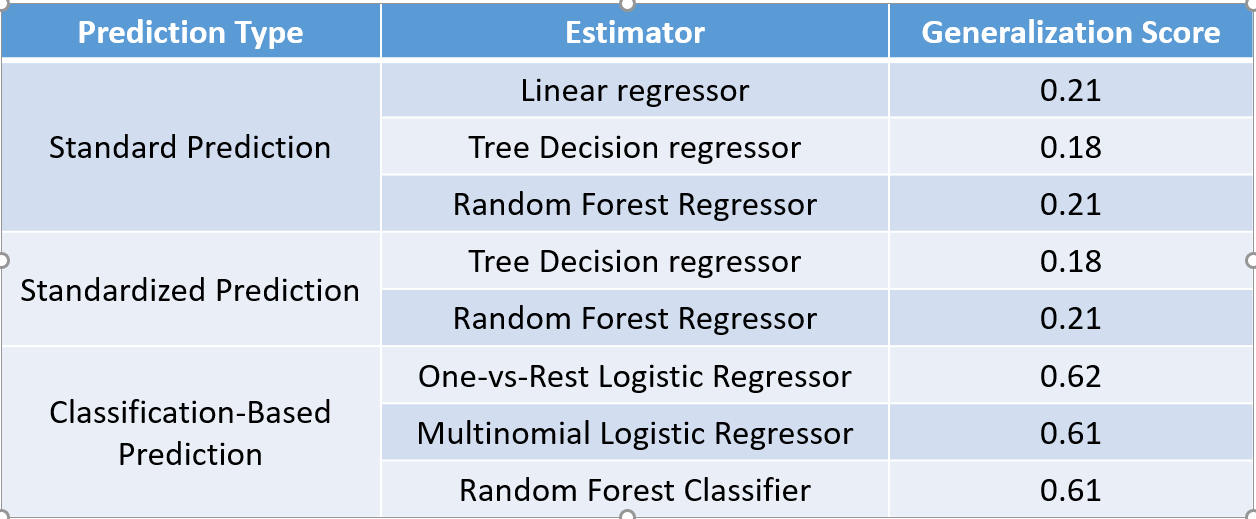 Prediction Type Estimator Generalization Score
Standard Prediction
Linear regressor 0.21
Tree Decision regressor 0.18
Random Forest Regressor 0.21
Standardized Prediction
Tree Decision regressor 0.18
Random Forest Regressor 0.21
Classification-Based
Prediction
One-vs-Rest Logistic Regressor 0.62
Multinomial Logistic Regressor 0.61
Random Forest Classifier 0.61